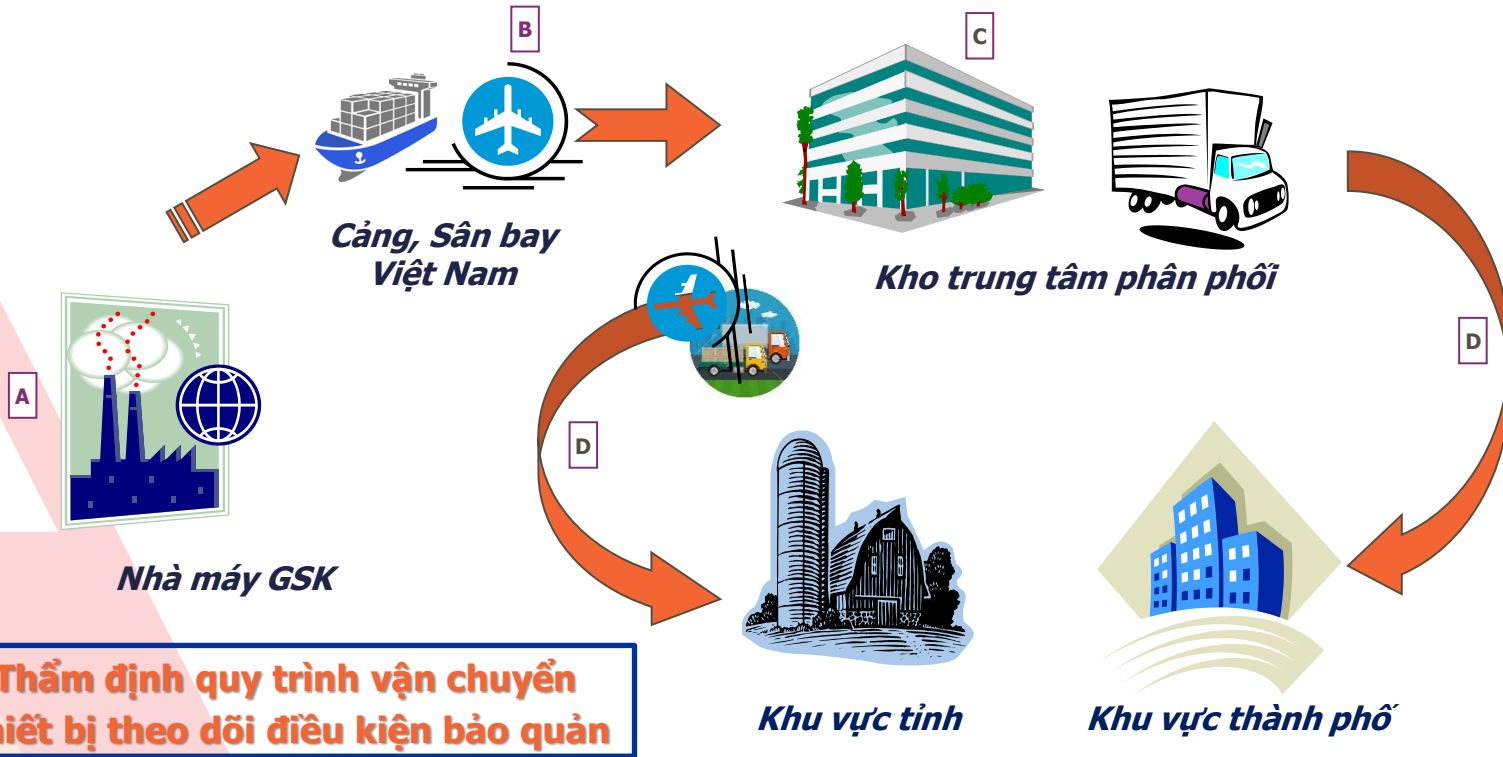 B
C
Cảng, Sân bay
Việt Nam
Kho trung tâm phân phối
A
D
D
Nhà máy GSK
Thẩm định quy trình vận chuyển
bị theo dõi điều kiện bảo quản
Khu vực tỉnh
Khu vực thành phố